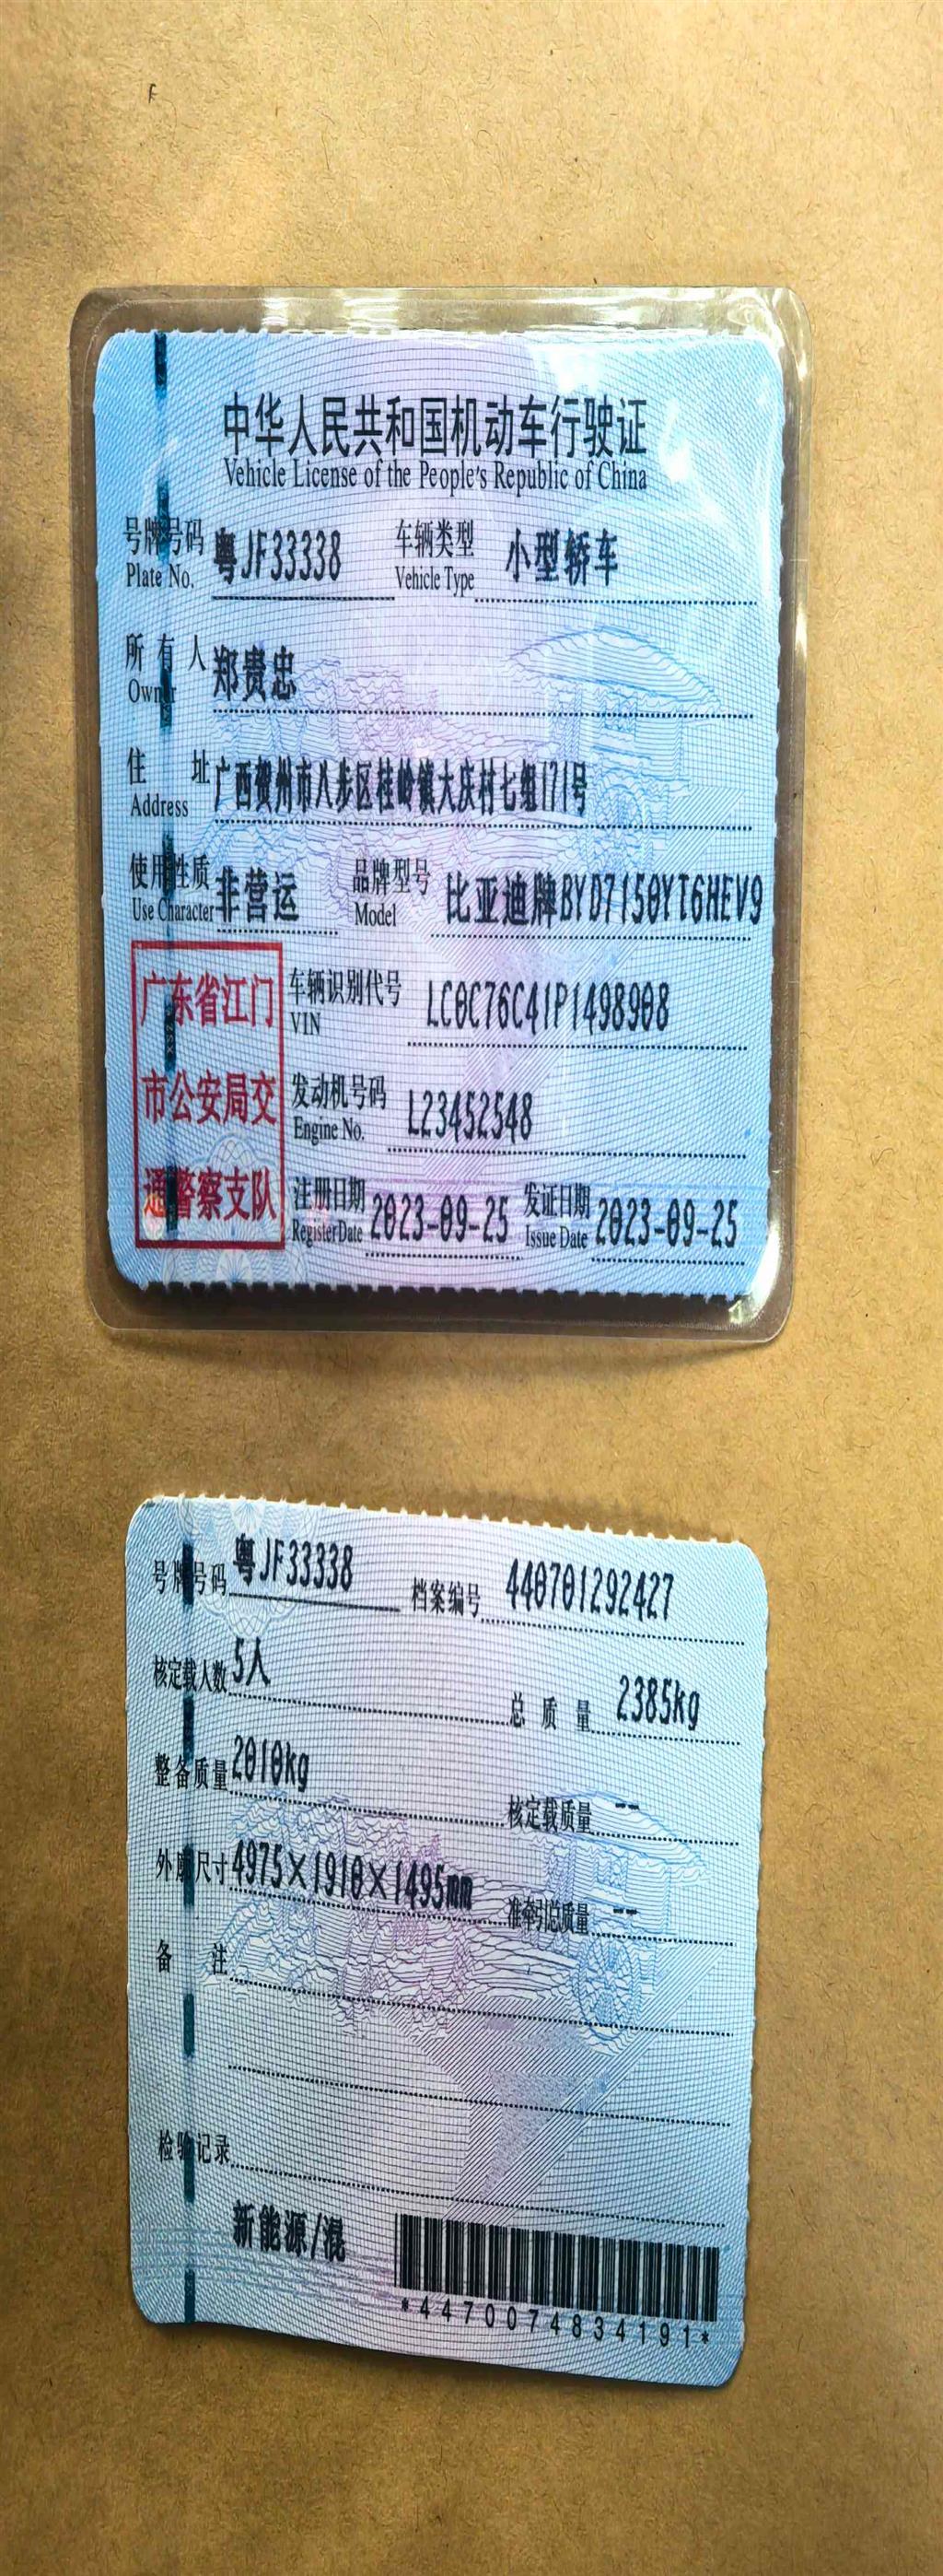 中华人民共和国机动车行驶证
Vehicle License of the People's Republic of China
号牌号码 粤JF33338 车辆类型 小型轿车
Plate No. Vehicle Type
所有人 郑贵忠
Owner
住址 广西贺州市八步区桂岭镇大庆村七组171号
Address
使用性质 非营运 品牌型号 比亚迪牌BYD7150YT6HEV9
Use Character Model
广东省江门
市公安局交
通警察支队
车辆识别代号 LC0C76C41P1498908
VIN
发动机号码 L23452548
Engine No.
注册日期 2023-09-25 发证日期 2023-09-25
Register Date Issue Date
号牌号码 粤JF33338 档案编号 440701292427
核定载人数 5人 总质量 2385kg
整备质量 2010kg 核定载质量 --
外廓尺寸 4975×1910×1495mm 准牵引总质量 --
备注
检验记录
新能源/混
*4470074834191*